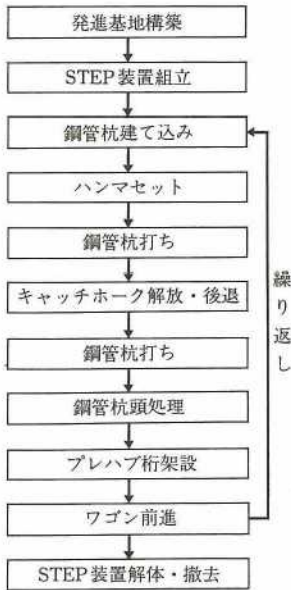 発進基地構築
STEP装置組立
鋼管杭建て込み
ハンマセット
鋼管杭打ち
キャッチホーク解放・後退
鋼管杭打ち
鋼管杭頭処理
プレハブ桁架設
ワゴン前進
STEP装置解体・撤去
繰り返し